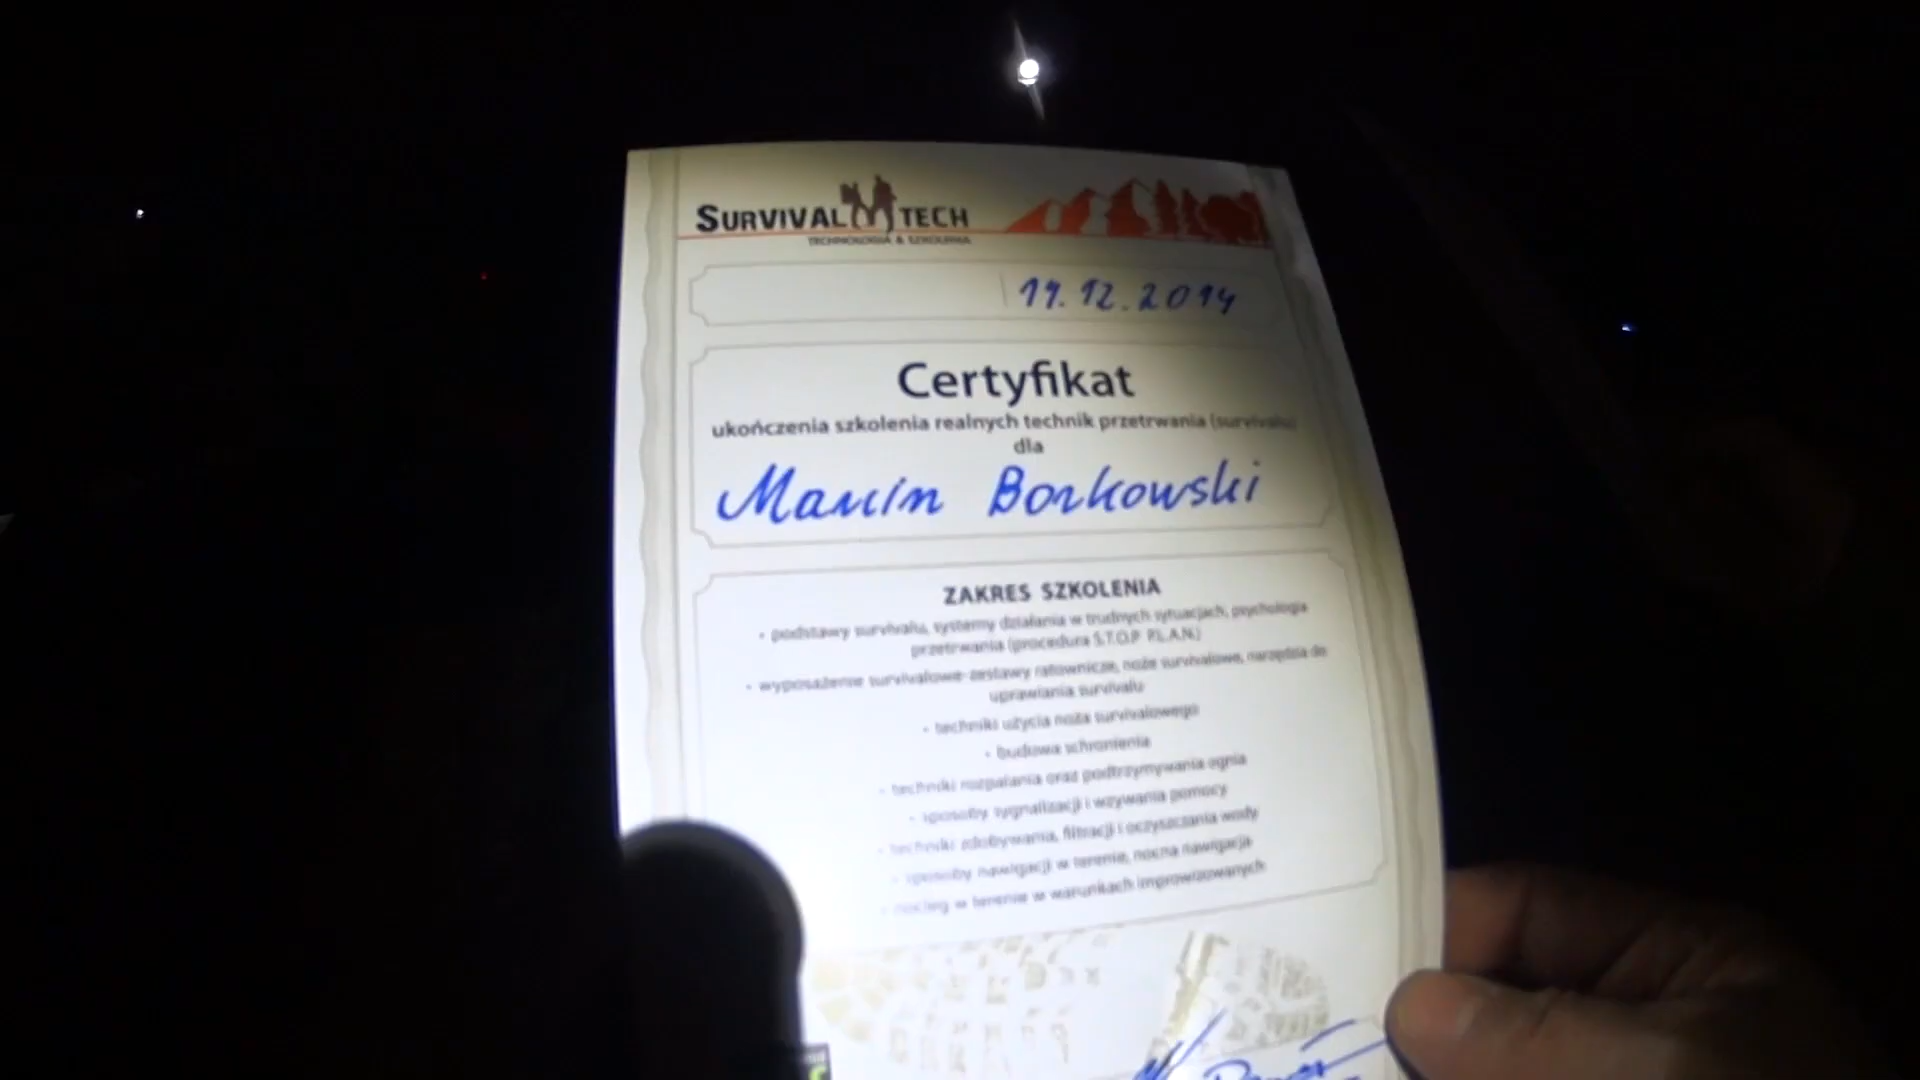 SURVIVAL TECH
TECHNOLOGIA & SZKOLENIA
19.12.2014
Certyfikat
ukończenia szkolenia realnych technik przetrwania (survivalu)
dla
Marcin Borkowski
ZAKRES SZKOLENIA
- podstawy survivalu, systemy działania w trudnych sytuacjach, psychologia
przetrwania (procedura S.T.O.P. P.L.A.N.)
- wyposażenie survivalowe-zestawy ratownicze, noże survivalowe, narzędzia do
uprawiania survivalu
- techniki użycia noża survivalowego
- budowa schronienia
- techniki rozpalania oraz podtrzymywania ognia
- sposoby sygnalizacji i wzywania pomocy
- techniki zdobywania, filtracji i oczyszczania wody
- sposoby nawigacji w terenie, nocna nawigacja
- nocleg w terenie w warunkach improwizowanych